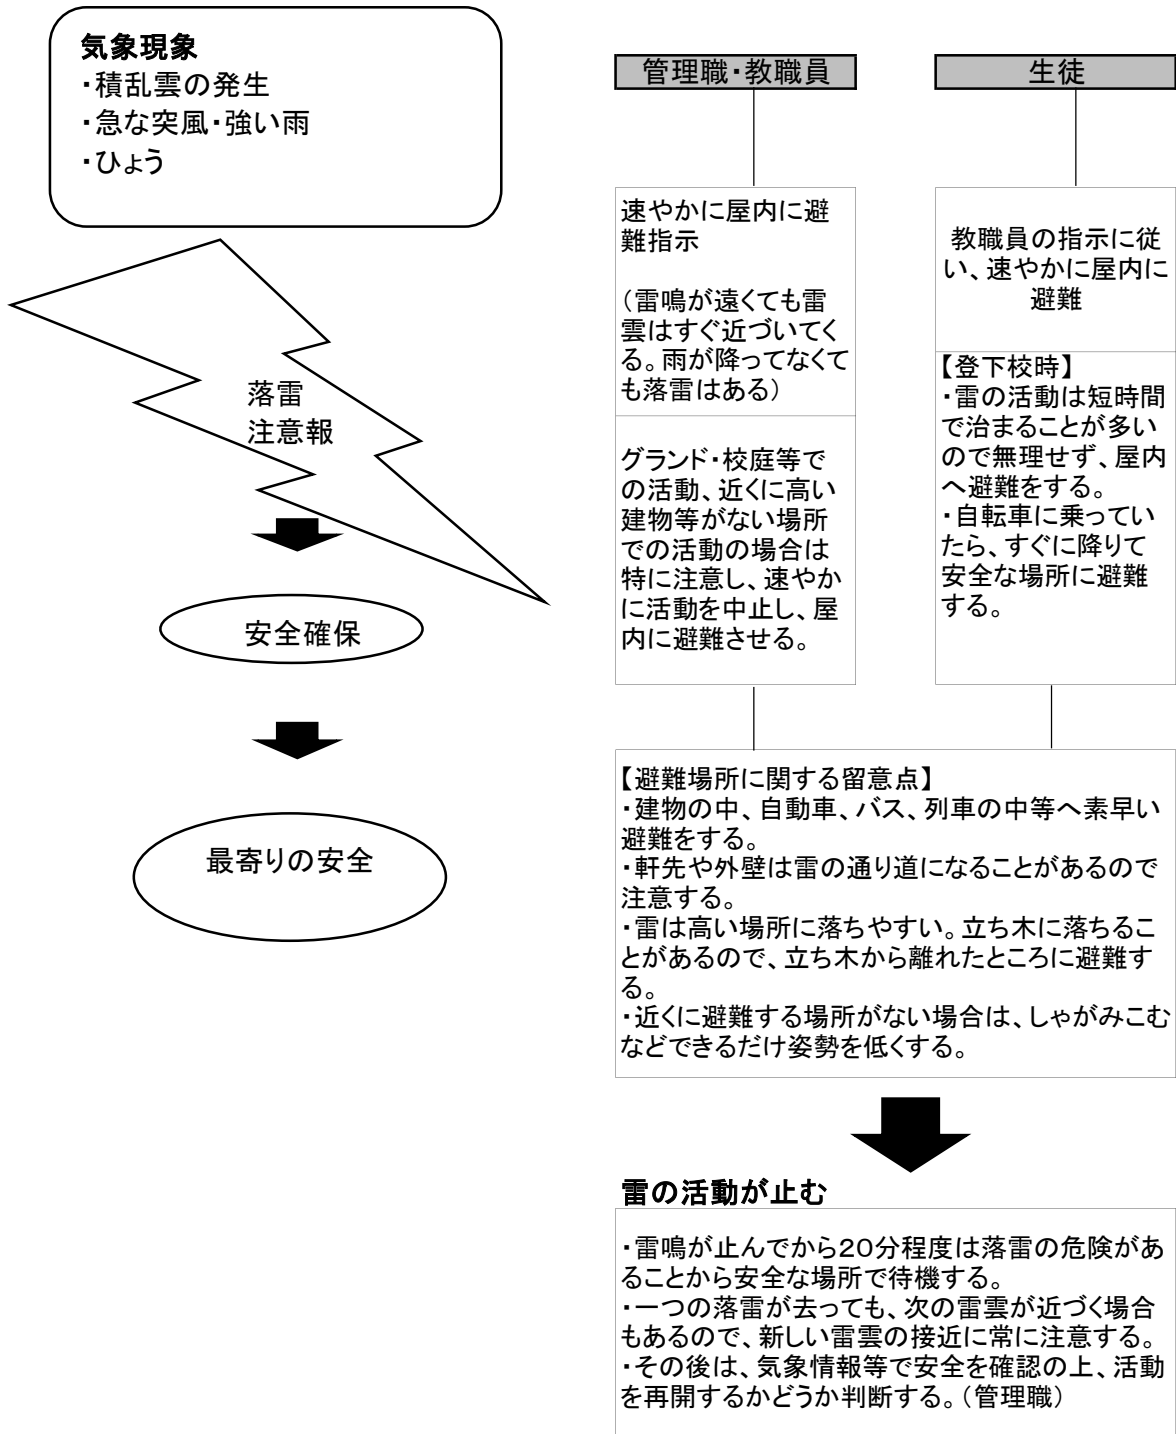 気象現象
・積乱雲の発生
・急な突風・強い雨
・ひょう
落雷
注意報
安全確保
最寄りの安全
管理職・教職員
速やかに屋内に避
難指示
（雷鳴が遠くても雷
雲はすぐ近づいてく
る。雨が降ってなくて
も落雷はある）
グランド・校庭等で
の活動、近くに高い
建物等がない場所
での活動の場合は
特に注意し、速やか
に活動を中止し、屋
内に避難させる。
生徒
教職員の指示に従
い、速やかに屋内に
避難
【登下校時】
・雷の活動は短時間
で治まることが多い
ので無理せず、屋内
へ避難をする。
・自転車に乗ってい
たら、すぐに降りて
安全な場所に避難
する。
【避難場所に関する留意点】
・建物の中、自動車、バス、列車の中等へ素早い
避難をする。
・軒先や外壁は雷の通り道になることがあるので
注意する。
・雷は高い場所に落ちやすい。立ち木に落ちるこ
とがあるので、立ち木から離れたところに避難す
る。
・近くに避難する場所がない場合は、しゃがみこむ
などできるだけ姿勢を低くする。
雷の活動が止む
・雷鳴が止んでから２０分程度は落雷の危険があ
ることから安全な場所で待機する。
・一つの落雷が去っても、次の雷雲が近づく場合
もあるので、新しい雷雲の接近に常に注意する。
・その後は、気象情報等で安全を確認の上、活動
を再開するかどうか判断する。（管理職）